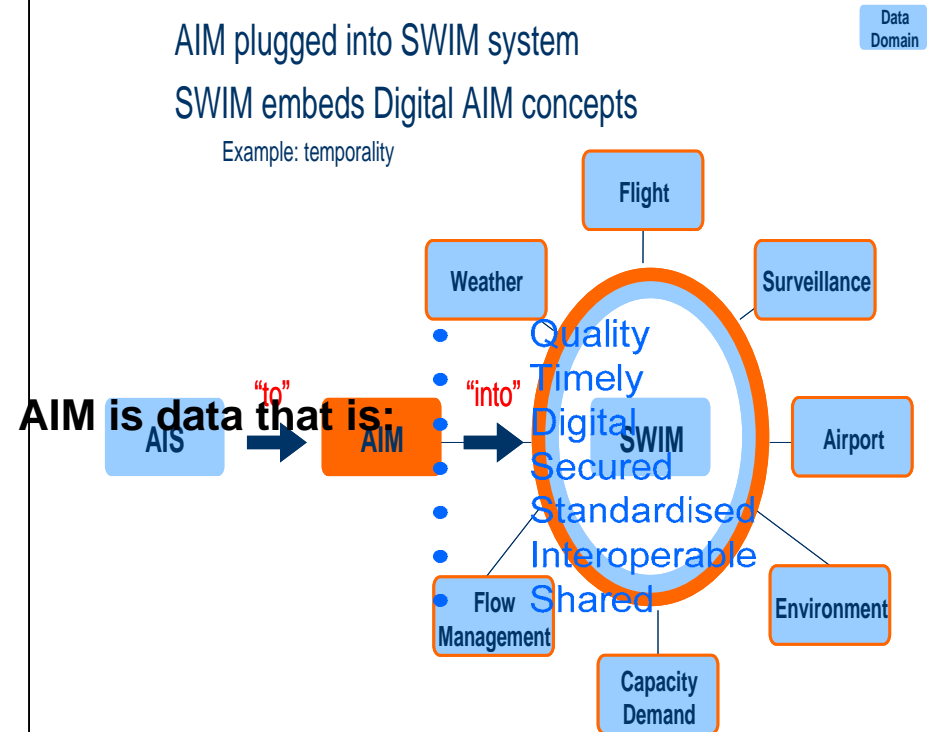 AIM plugged into SWIM system
Data
Domain
SWIM embeds Digital AIM concepts
Example: temporality
Flight
Weather
Surveillance
“to”
“into”
AIM is data that is:
AIS
AIM
SWIM
Airport
• Quality
• Timely
• Digital
• Secured
• Standardised
• Interoperable
• Shared
Flow
Management
Environment
Capacity
Demand